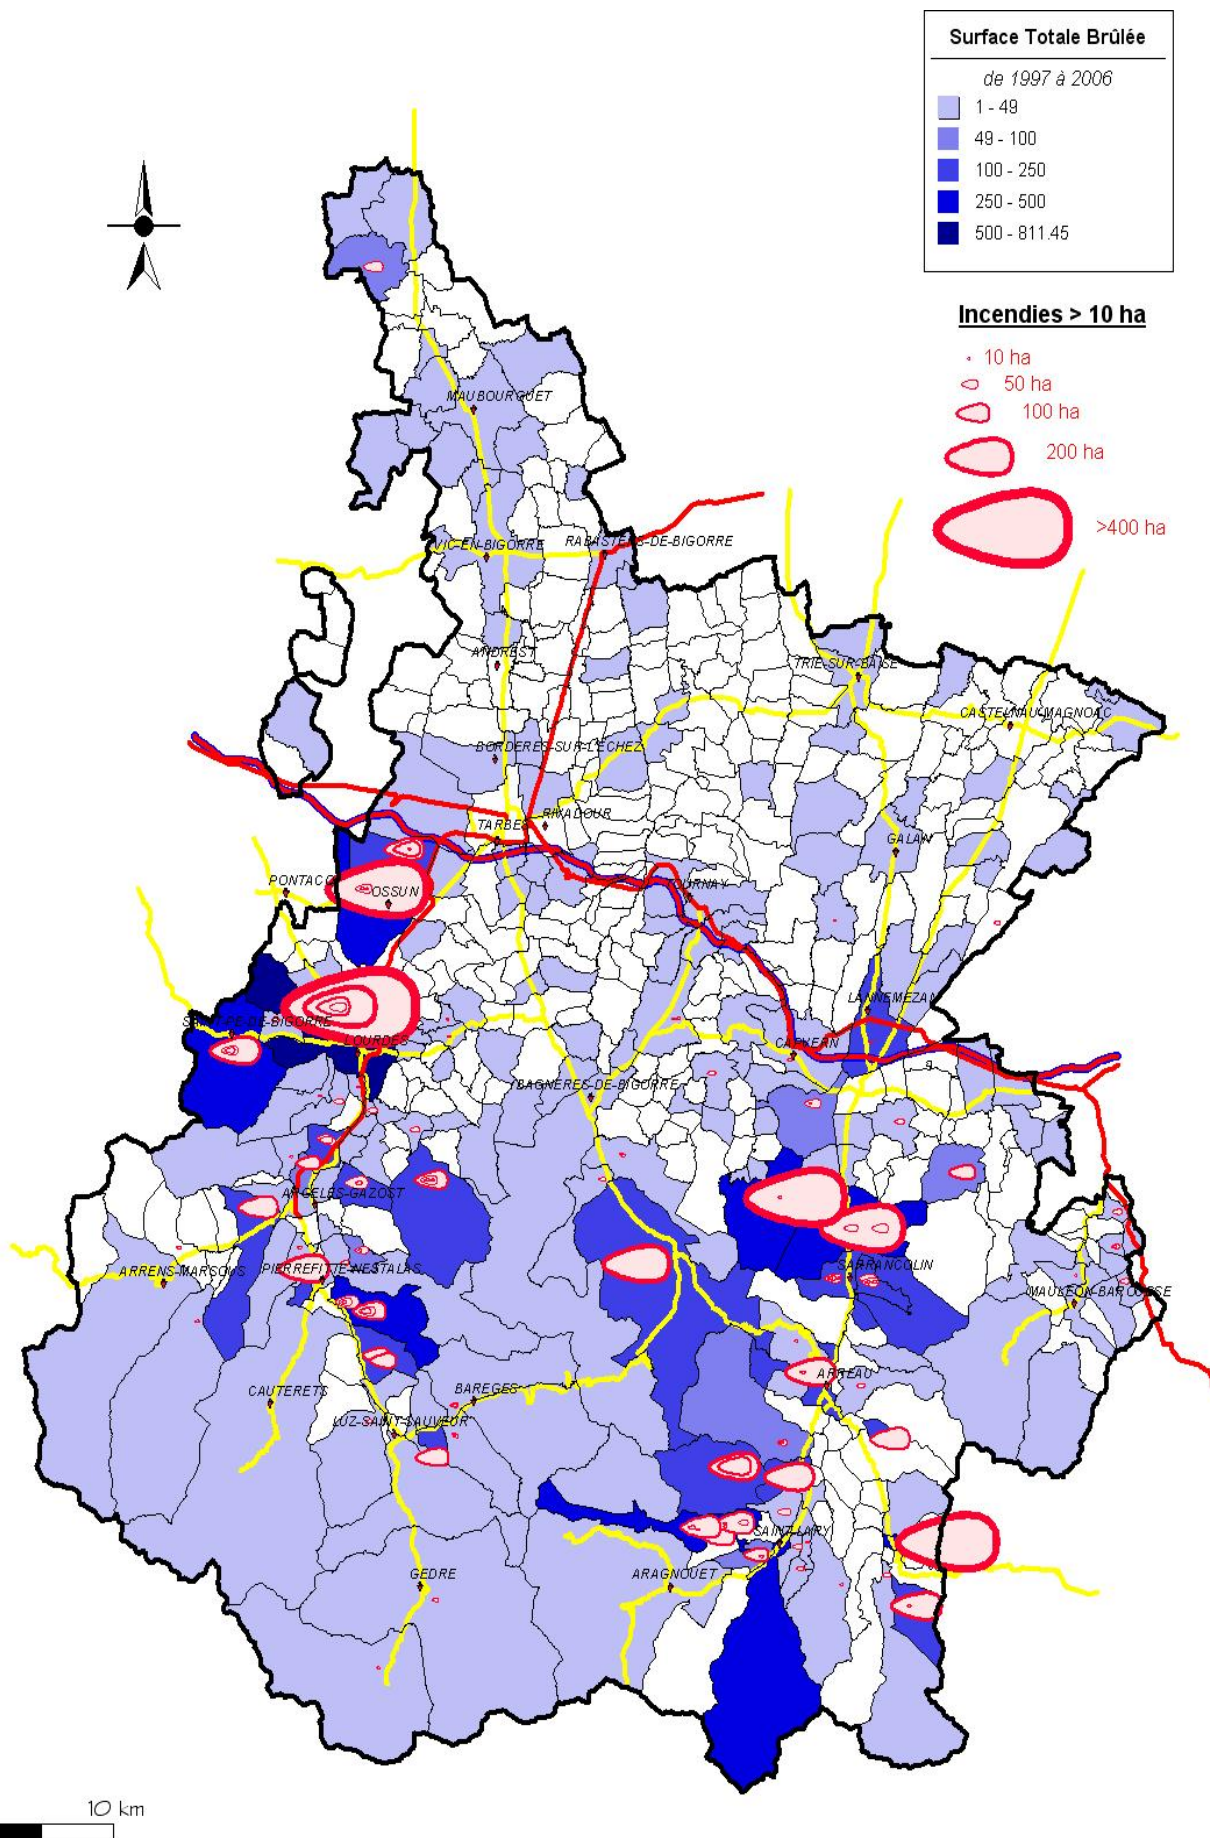 Surface Totale Brûlée
de 1997 à 2006
1 - 49
49 - 100
100 - 250
250 - 500
500 - 811.45
Incendies > 10 ha
10 ha
50 ha
100 ha
200 ha
>400 ha
MAUBOURGUET
VIC-EN-BIGORRE
RABASTENS-DE-BIGORRE
ANDREST
TRIE-SUR-BAISE
CASTELNAU-MAGNOAC
BORDERES-SUR-L'ECHEZ
TARBES
RIVADOUR
GALAN
PONTACQ
OSSUN
TOURNAY
LANNEMEZAN
SAINT-PE-DE-BIGORRE
LOURDES
CAPVERN
BAGNERES-DE-BIGORRE
ARGELES-GAZOST
ARRENS-MARSOUS
PIERREFITTE-NESTALAS
SARRANCOLIN
MAULEON-BAROUSSE
ARREAU
CAUTERETS
BAREGES
LUZ-SAINT-SAUVEUR
SAINT-LARY
GEDRE
ARAGNOUET
10 km